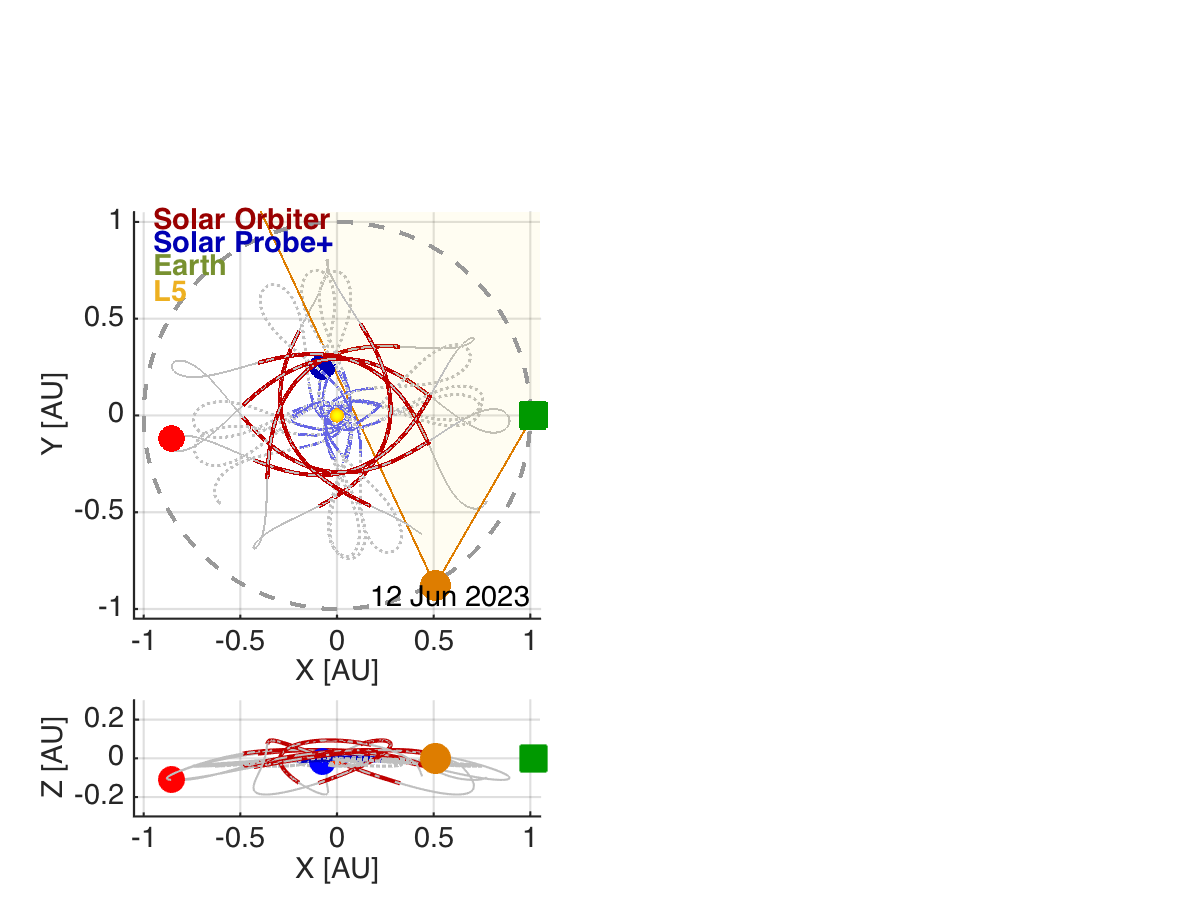 Solar Orbiter
Solar Probe+
Earth
L5
1
0.5
0
-0.5
-1
Y [AU]
12 Jun 2023
-1 -0.5 0 0.5 1
X [AU]
0.2
0
-0.2
Z [AU]
-1 -0.5 0 0.5 1
X [AU]